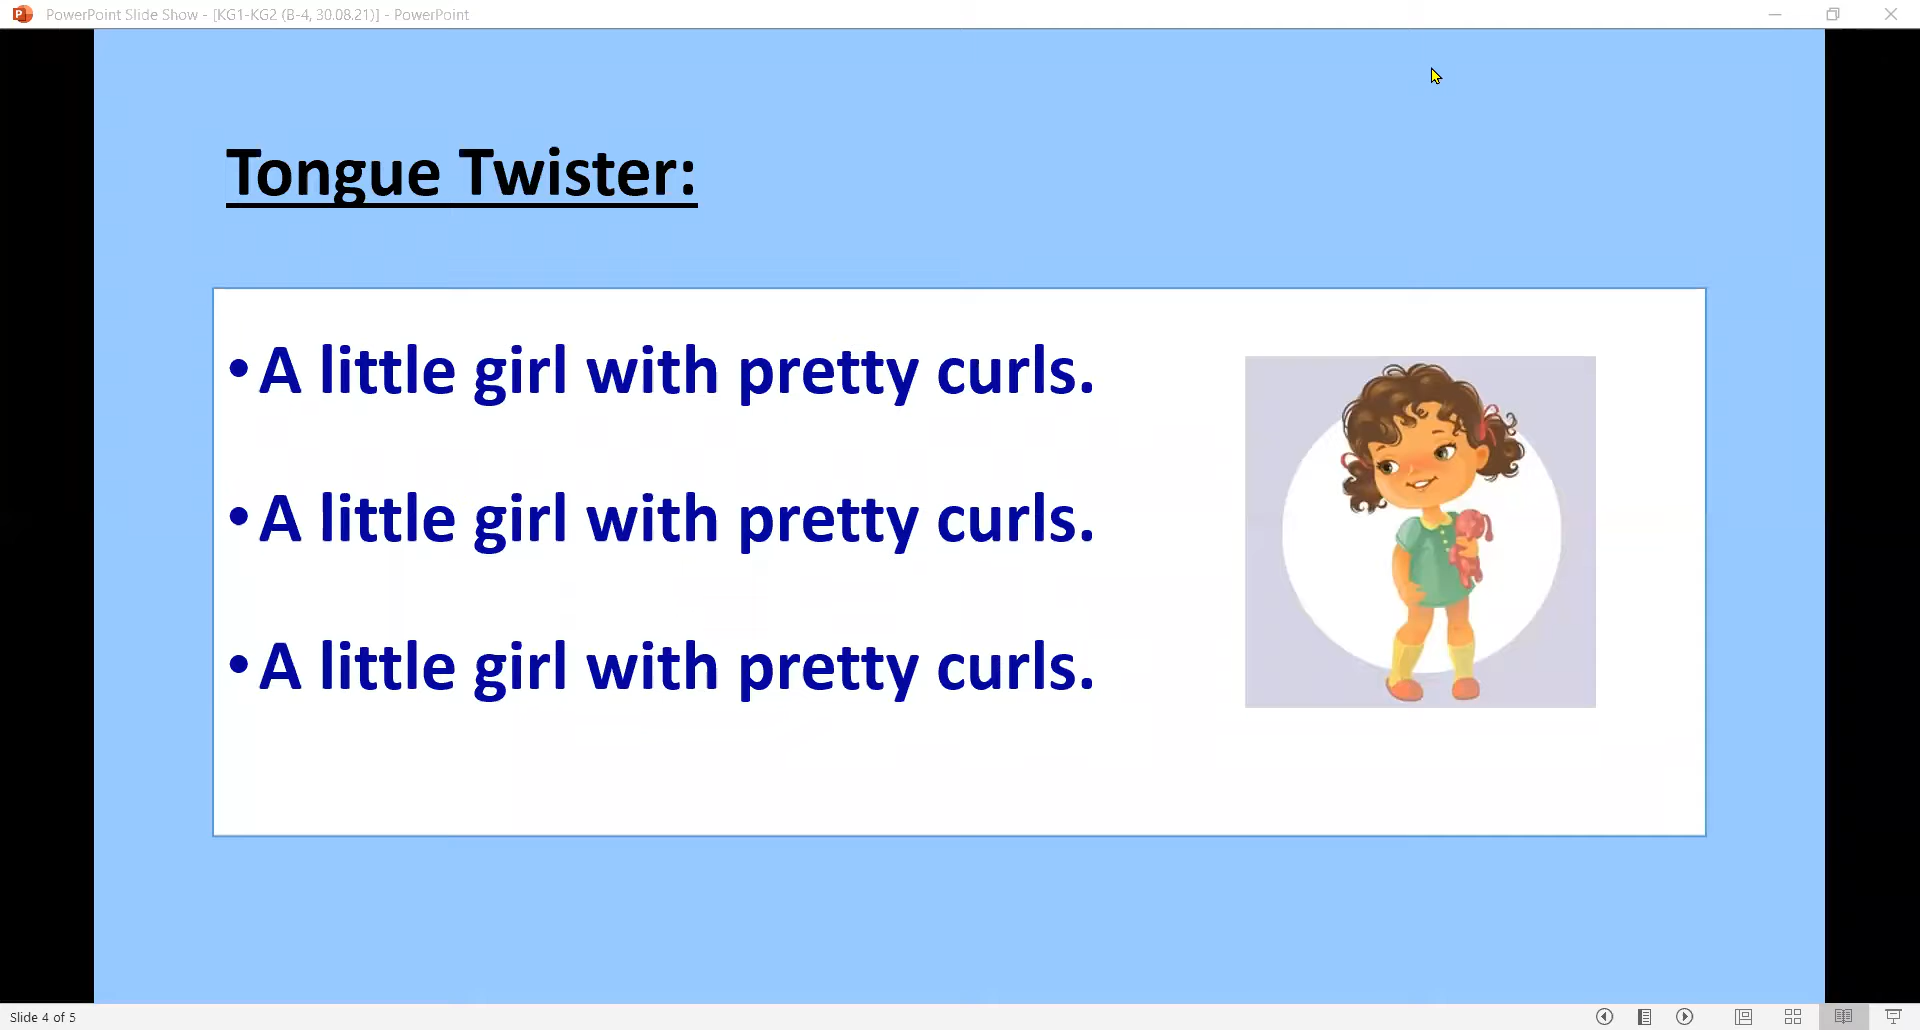 PowerPoint Slide Show - [KG1-KG2 (B-4, 30.08.21)] - PowerPoint
Tongue Twister:
•A little girl with pretty curls.
•A little girl with pretty curls.
•A little girl with pretty curls.
Slide 4 of 5